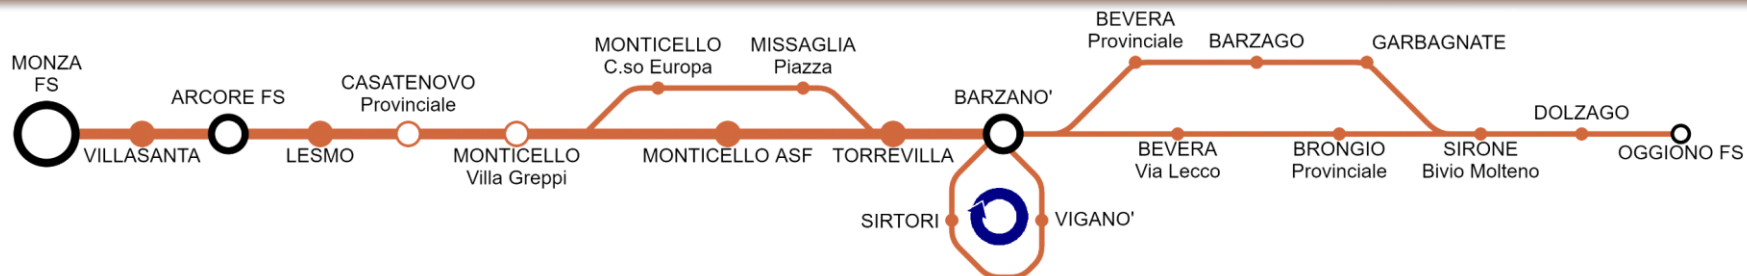 MONZA
FS
VILLASANTA
ARCORE FS
LESMO
CASATENOVO
Provinciale
MONTICELLO
Villa Greppi
MONTICELLO
C.so Europa
MISSAGLIA
Piazza
MONTICELLO ASF
TORREVILLA
BARZANO'
SIRTORI
VIGANO'
BEVERA
Provinciale
BARZAGO
GARBAGNATE
BEVERA
Via Lecco
BRONGIO
Provinciale
SIRONE
Bivio Molteno
DOLZAGO
OGGIONO FS